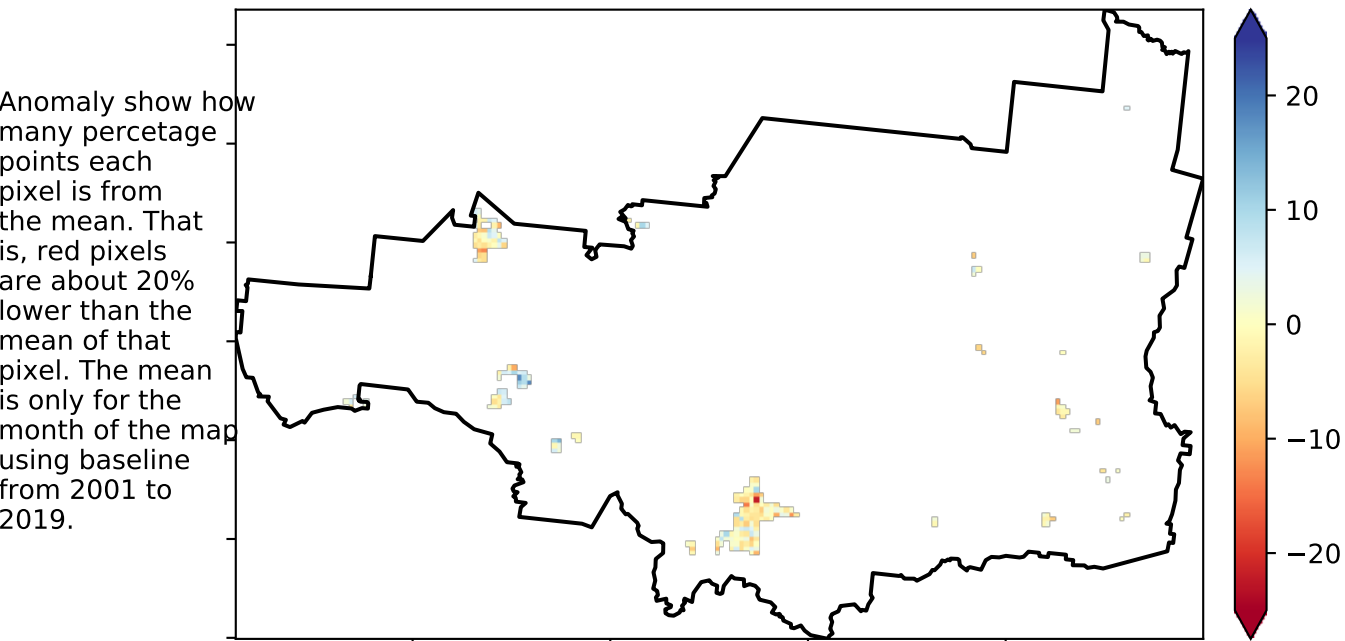 Anomaly show how
many percetage
points each
pixel is from
the mean. That
is, red pixels
are about 20%
lower than the
mean of that
pixel. The mean
is only for the
month of the map
using baseline
from 2001 to
2019.
20
10
0
−10
−20